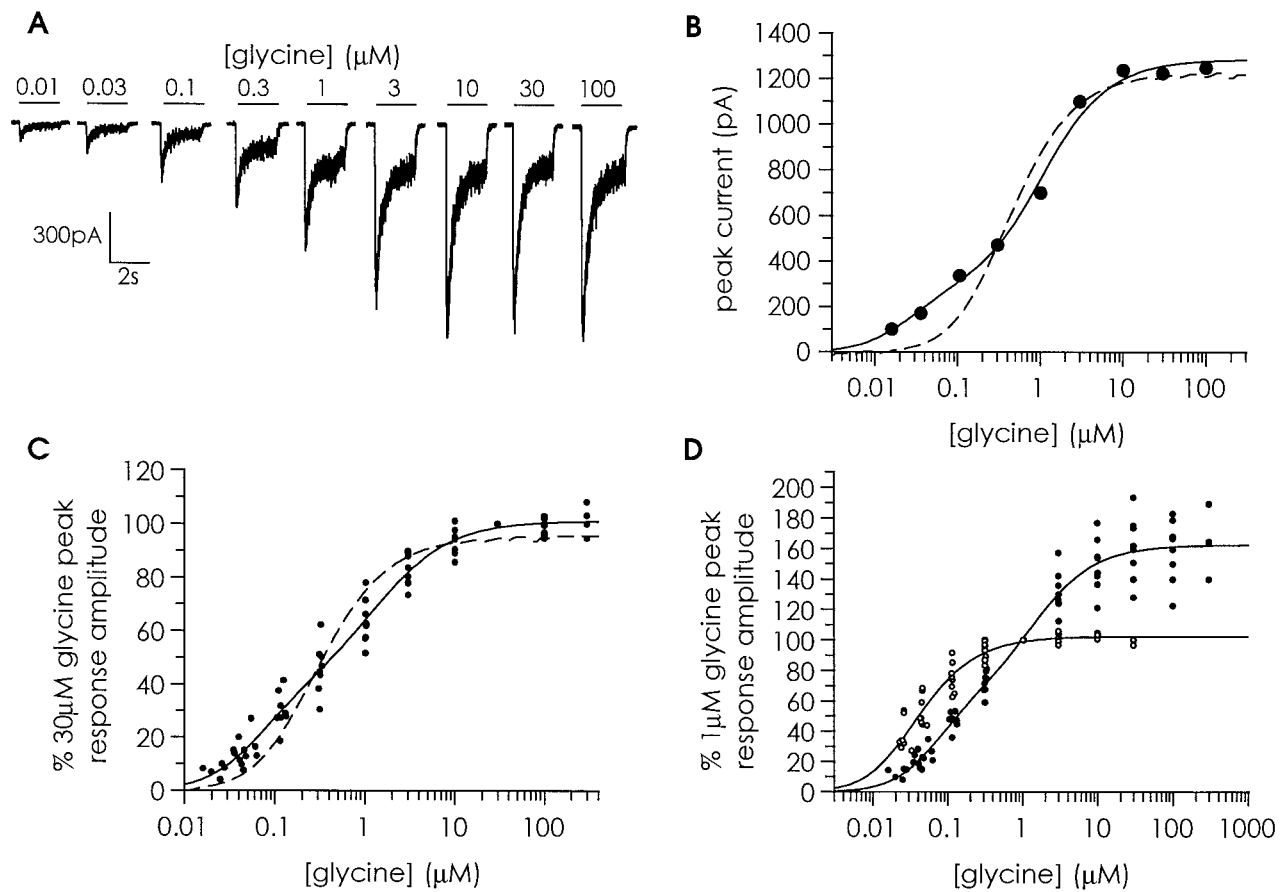 A
[glycine] (μM)
0.01 0.03 0.1 0.3 1 3 10 30 100
300pA
2s
B
1400
1200
1000
800
600
400
200
0
peak current (pA)
0.01 0.1 1 10 100
[glycine] (μM)
C
120
100
80
60
40
20
0
% 30μM glycine peak
response amplitude
0.01 0.1 1 10 100
[glycine] (μM)
D
200
180
160
140
120
100
80
60
40
20
0
% 1μM glycine peak
response amplitude
0.01 0.1 1 10 100 1000
[glycine] (μM)